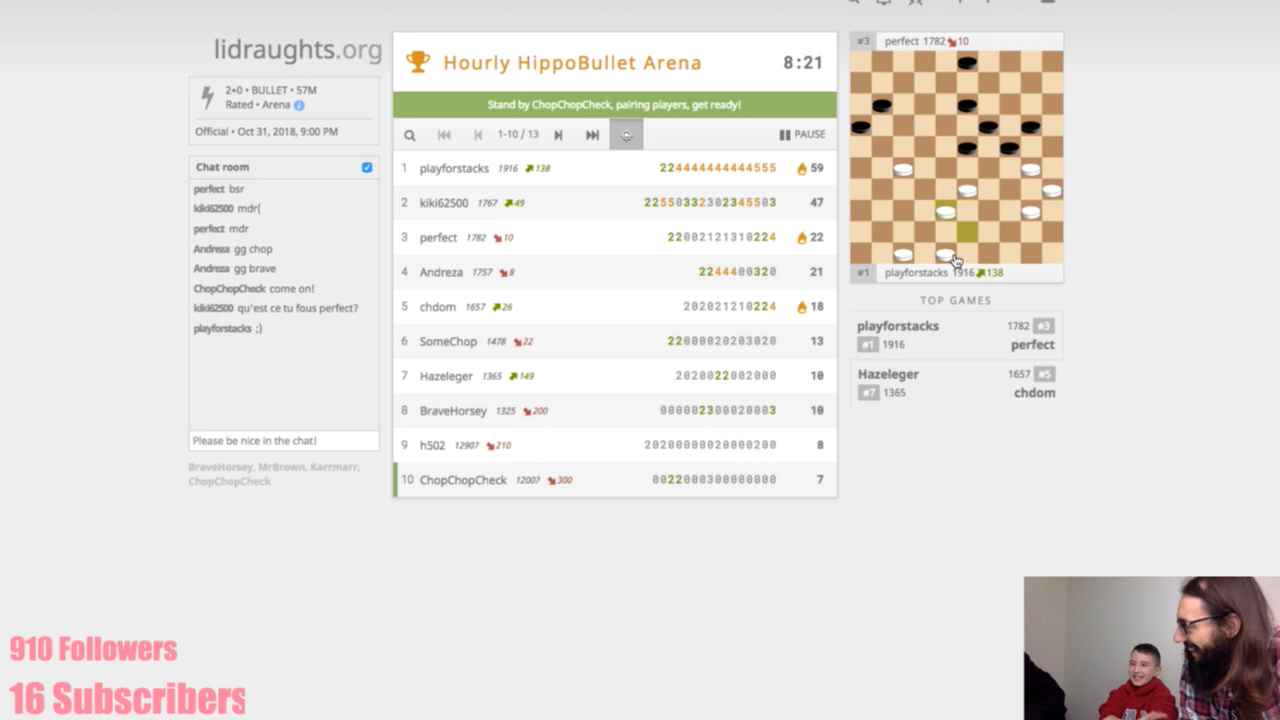 lidraughts.org
2+0 • BULLET • 57M
Rated • Arena
Official • Oct 31, 2018, 9:00 PM
Chat room
perfect bsr
kiki62500 mdr(
perfect mdr
Andreza gg chop
Andreza gg brave
ChopChopCheck come on!
kiki62500 qu'est ce tu fous perfect?
playforstacks ;)
Please be nice in the chat!
BraveHorsey, MrBrown, Karrmarr,
ChopChopCheck
Hourly HippoBullet Arena 8:21
Stand by ChopChopCheck, pairing players, get ready!
1-10 / 13 PAUSE
1 playforstacks 1916 138 224444444444555 59
2 kiki62500 1767 49 22550332302345503 47
3 perfect 1782 10 22002121310224 22
4 Andreza 1757 8 2244400320 21
5 chdom 1657 26 202021210224 18
6 SomeChop 1478 22 22000020203020 13
7 Hazeleger 1365 149 2020022002000 10
8 BraveHorsey 1325 200 000002300020003 10
9 h502 1290? 210 20200000020000200 8
10 ChopChopCheck 1200? 300 0022000300000000 7
#3 perfect 1782 10
#1 playforstacks 1916 138
TOP GAMES
playforstacks 1782 #3
#1 1916 perfect
Hazeleger 1657 #5
#7 1365 chdom
910 Followers
16 Subscribers